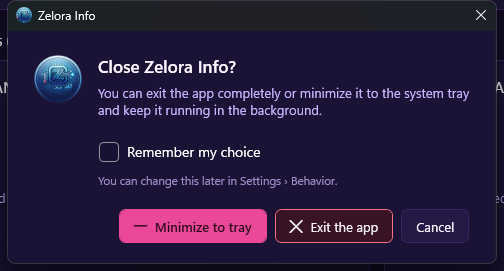 Zelora Info
Close Zelora Info?
You can exit the app completely or minimize it to the system tray
and keep it running in the background.
Remember my choice
You can change this later in Settings › Behavior.
Minimize to tray
Exit the app
Cancel